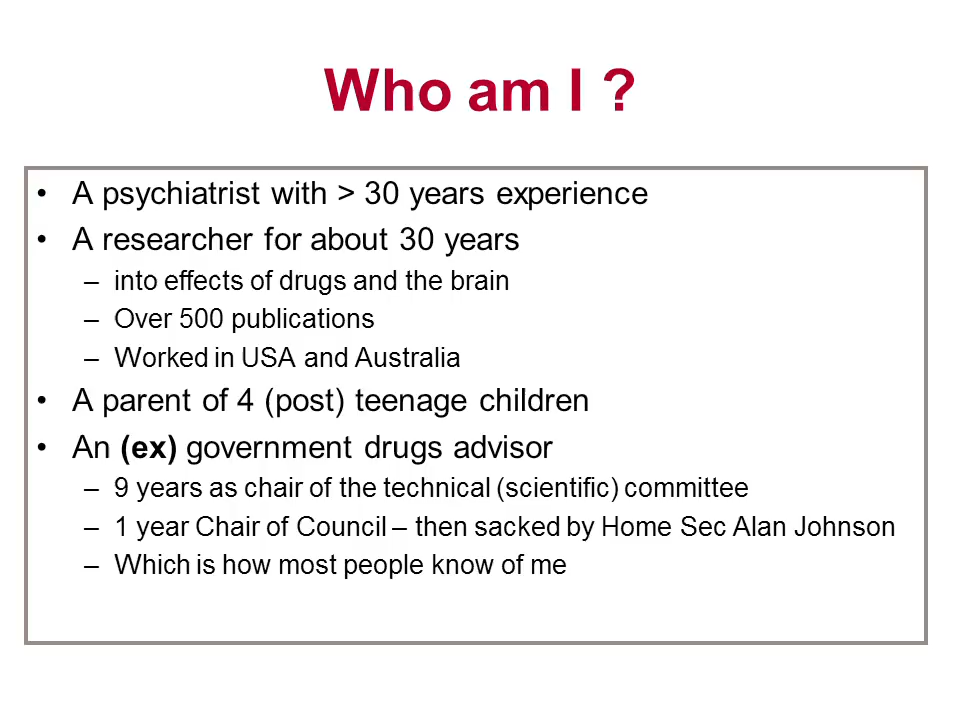 Who am I ?
• A psychiatrist with > 30 years experience
• A researcher for about 30 years
– into effects of drugs and the brain
– Over 500 publications
– Worked in USA and Australia
• A parent of 4 (post) teenage children
• An (ex) government drugs advisor
– 9 years as chair of the technical (scientific) committee
– 1 year Chair of Council – then sacked by Home Sec Alan Johnson
– Which is how most people know of me